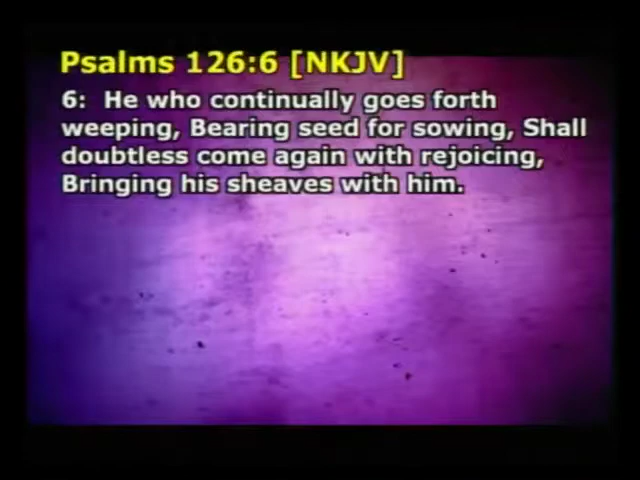 Psalms 126:6 [NKJV]
6: He who continually goes forth
weeping, Bearing seed for sowing, Shall
doubtless come again with rejoicing,
Bringing his sheaves with him.